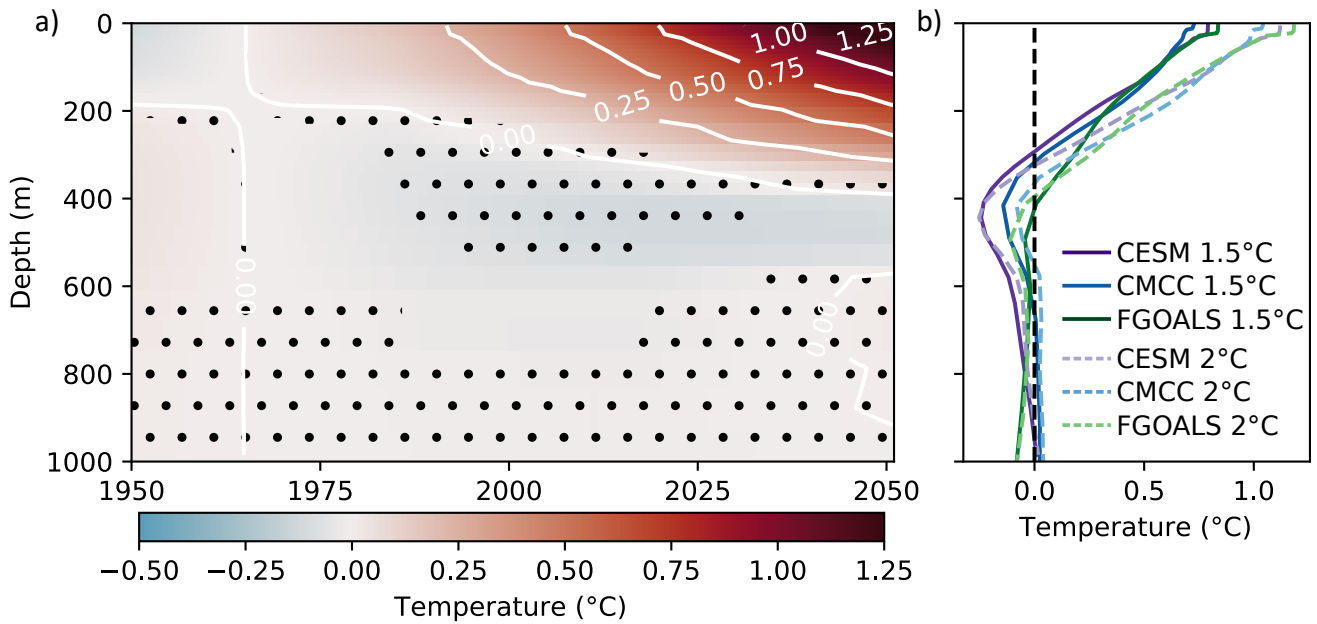 a)
b)
0
200
400
600
800
1000
Depth (m)
1.00
1.25
0.75
0.50
0.25
0.00
0.00
0.00
1950
1975
2000
2025
2050
−0.50
−0.25
0.00
0.25
0.50
0.75
1.00
1.25
Temperature (°C)
CESM 1.5°C
CMCC 1.5°C
FGOALS 1.5°C
CESM 2°C
CMCC 2°C
FGOALS 2°C
0.0
0.5
1.0
Temperature (°C)